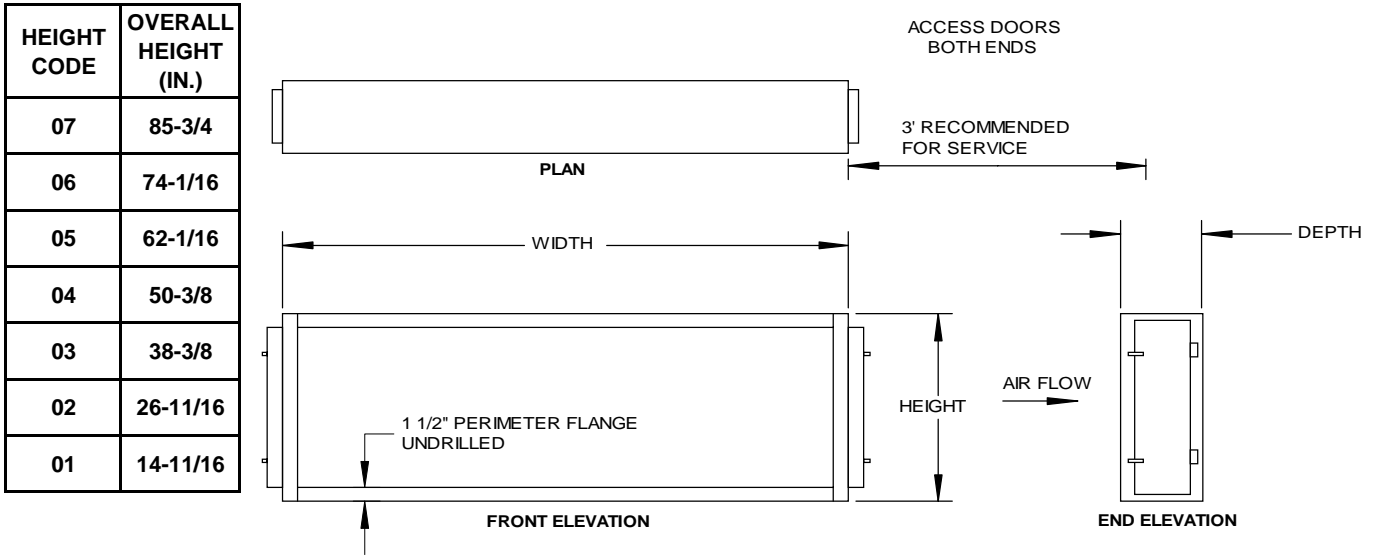 HEIGHT CODE
OVERALL HEIGHT (IN.)
07 85-3/4
06 74-1/16
05 62-1/16
04 50-3/8
03 38-3/8
02 26-11/16
01 14-11/16
ACCESS DOORS
BOTH ENDS
3' RECOMMENDED
FOR SERVICE
PLAN
WIDTH
DEPTH
1 1/2" PERIMETER FLANGE
UNDRILLED
HEIGHT
AIR FLOW
FRONT ELEVATION
END ELEVATION